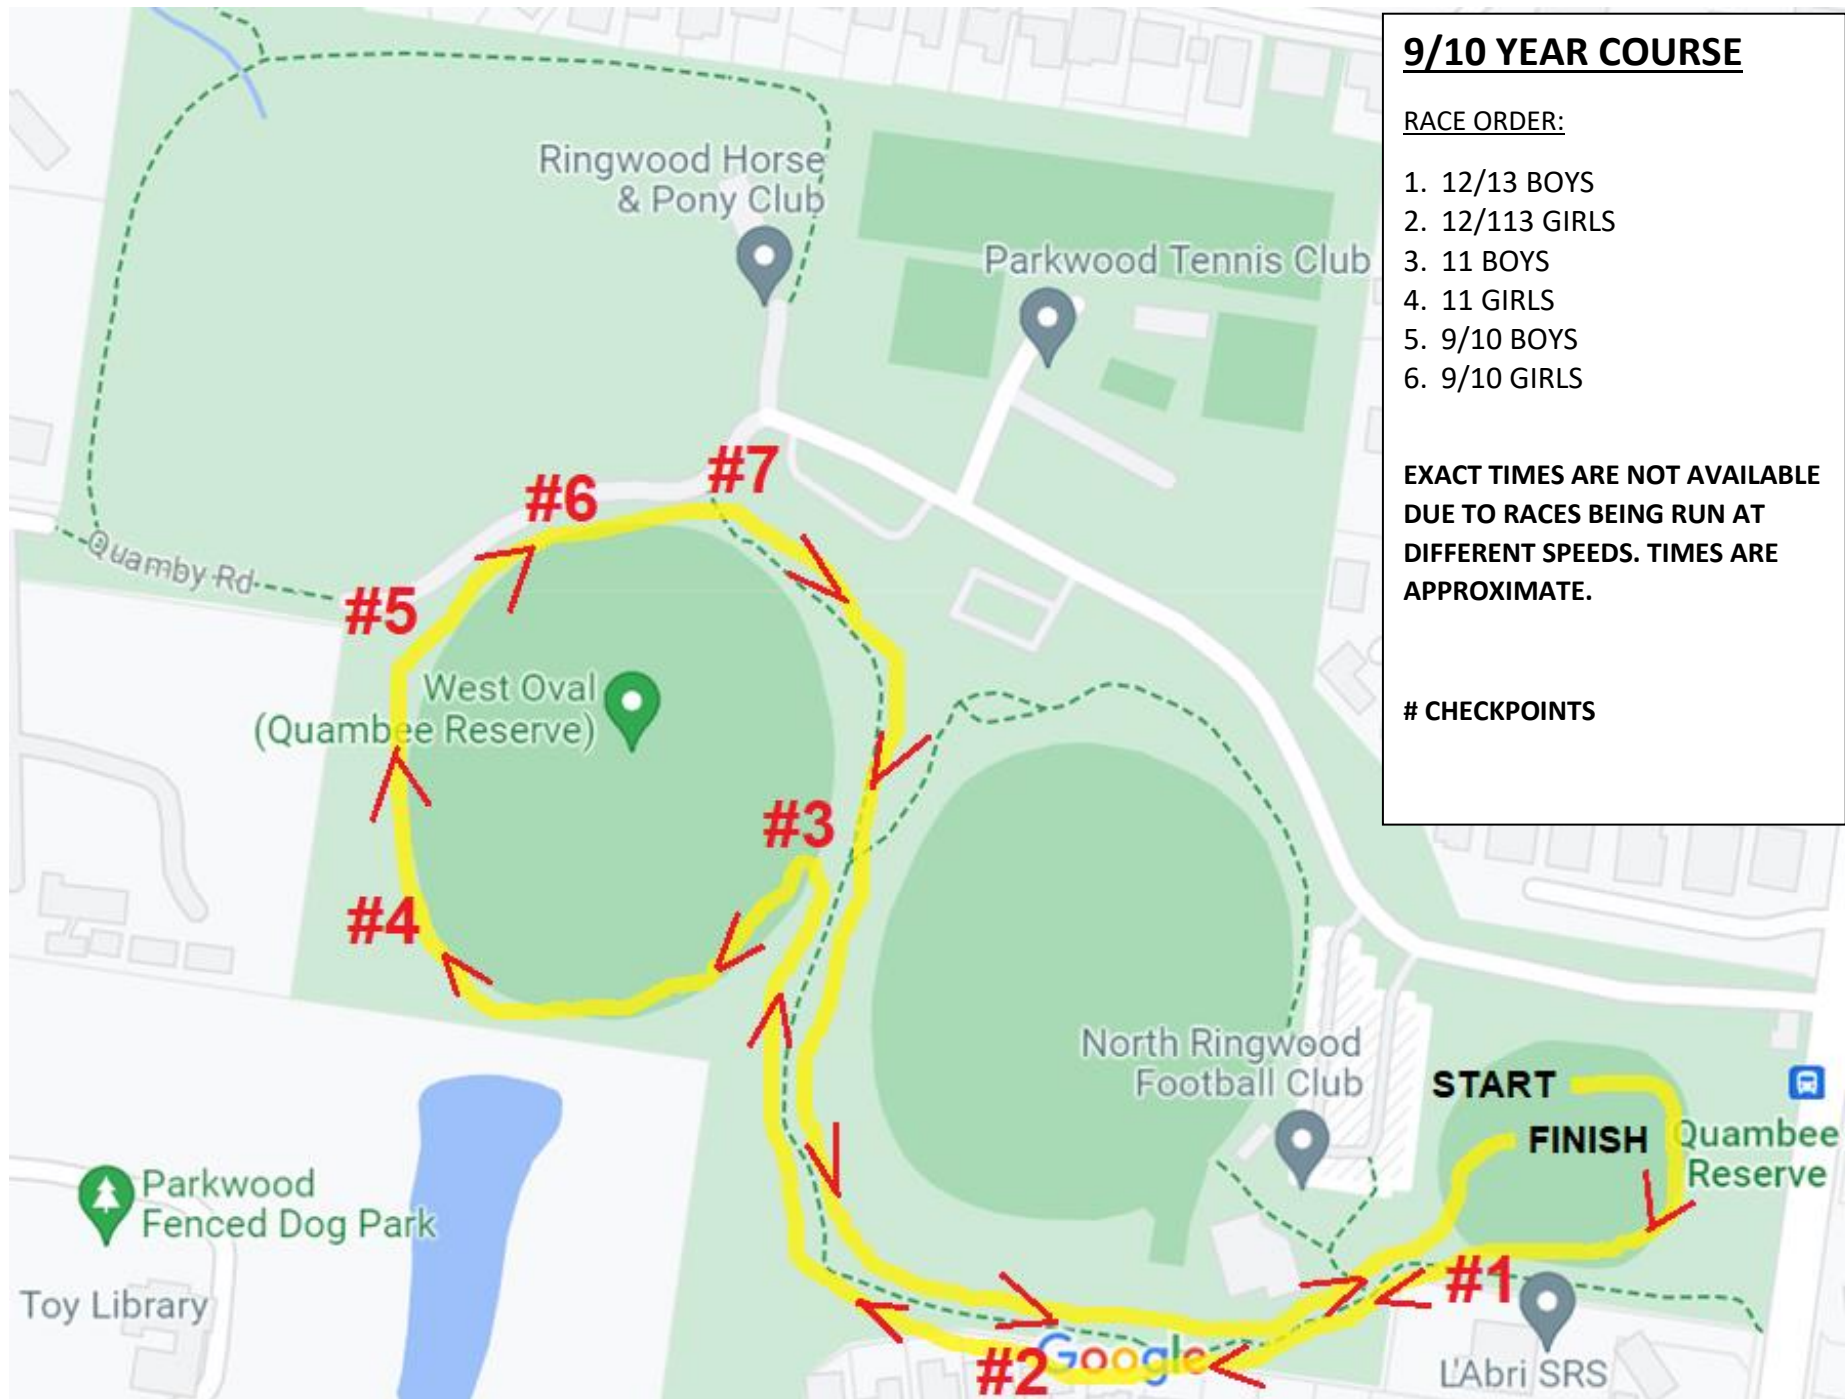 9/10 YEAR COURSE
RACE ORDER:
1. 12/13 BOYS
2. 12/113 GIRLS
3. 11 BOYS
4. 11 GIRLS
5. 9/10 BOYS
6. 9/10 GIRLS
EXACT TIMES ARE NOT AVAILABLE
DUE TO RACES BEING RUN AT
DIFFERENT SPEEDS. TIMES ARE
APPROXIMATE.
# CHECKPOINTS
Ringwood Horse
& Pony Club
Parkwood Tennis Club
#7
#6
Quamby Rd
#5
West Oval
(Quambee Reserve)
#3
#4
North Ringwood
Football Club
START
FINISH
Quambee
Reserve
Parkwood
Fenced Dog Park
Toy Library
#1
#2
Google
L'Abri SRS